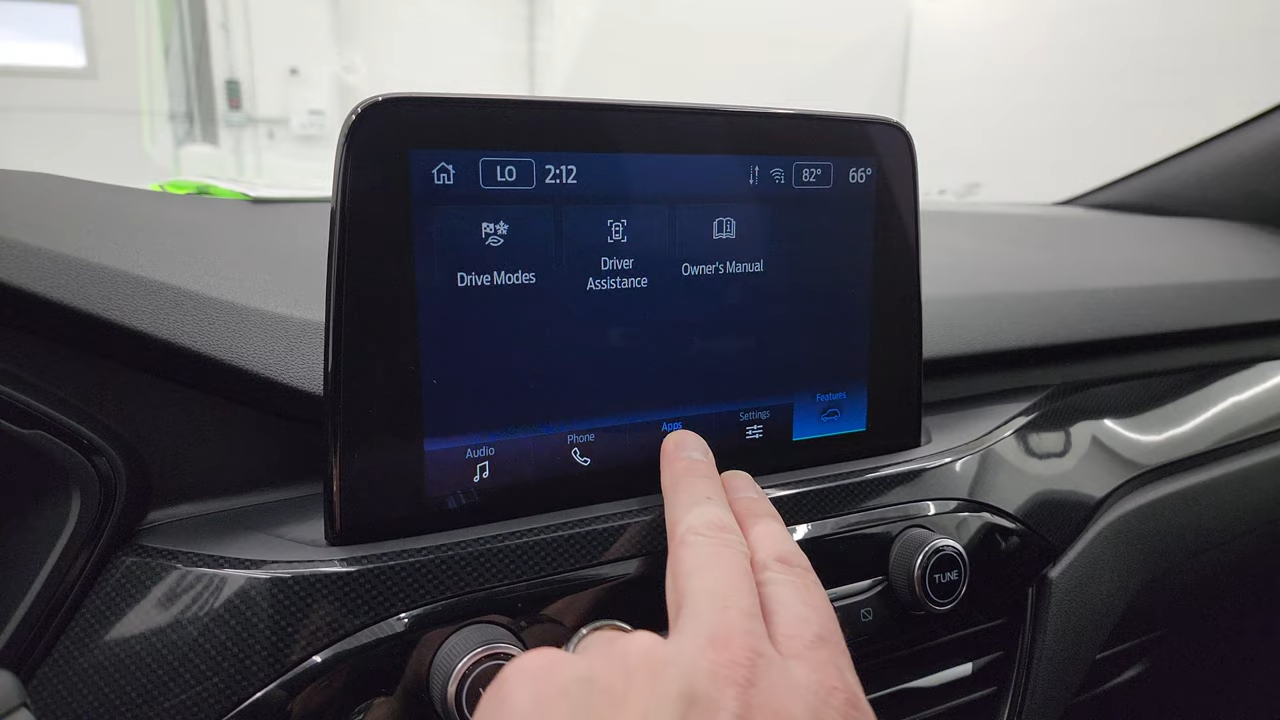 LO 2:12 82° 66°
Drive Modes
Driver
Assistance
Owner's Manual
Audio
Phone
Apps
Settings
Features
TUNE